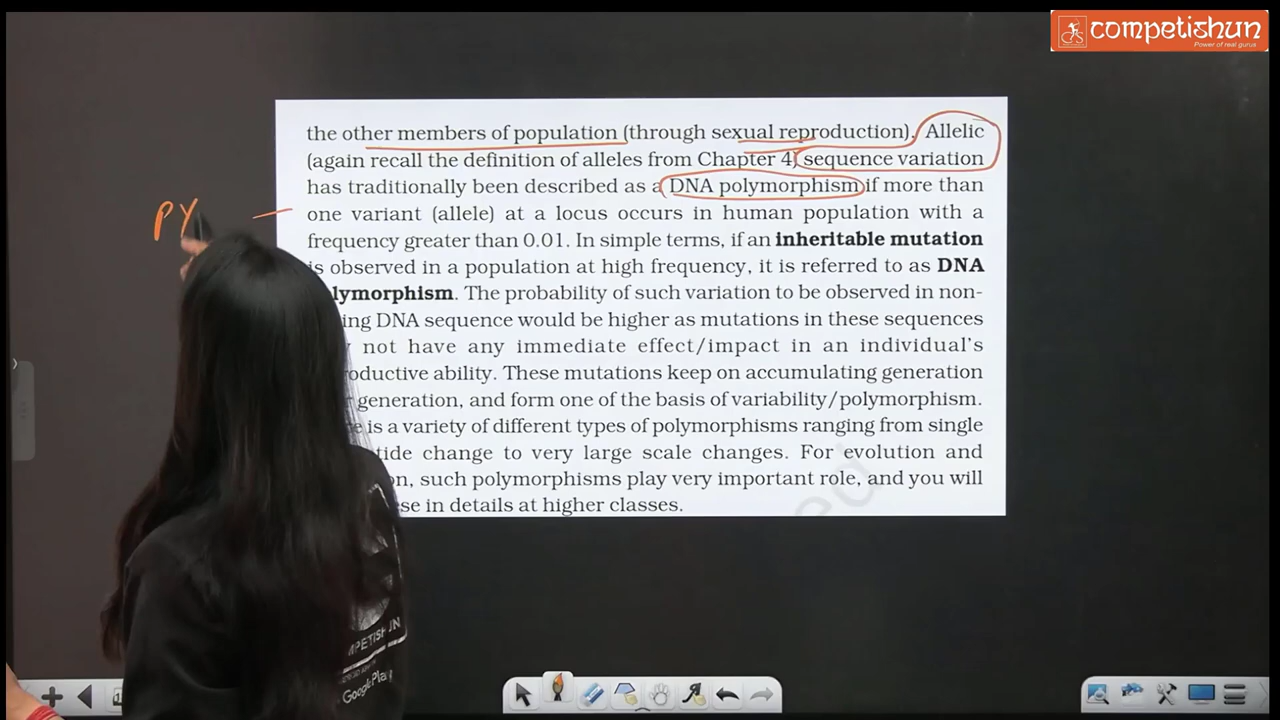 competishun
Power of real gurus
the other members of population (through sexual reproduction). Allelic
(again recall the definition of alleles from Chapter 4) sequence variation
has traditionally been described as a DNA polymorphism if more than
one variant (allele) at a locus occurs in human population with a
PY
frequency greater than 0.01. In simple terms, if an inheritable mutation
is observed in a population at high frequency, it is referred to as DNA
lymorphism. The probability of such variation to be observed in non-
ing DNA sequence would be higher as mutations in these sequences
not have any immediate effect/impact in an individual's
oductive ability. These mutations keep on accumulating generation
generation, and form one of the basis of variability/polymorphism.
is a variety of different types of polymorphisms ranging from single
tide change to very large scale changes. For evolution and
on, such polymorphisms play very important role, and you will
ese in details at higher classes.
MPETISHUN
Google Play